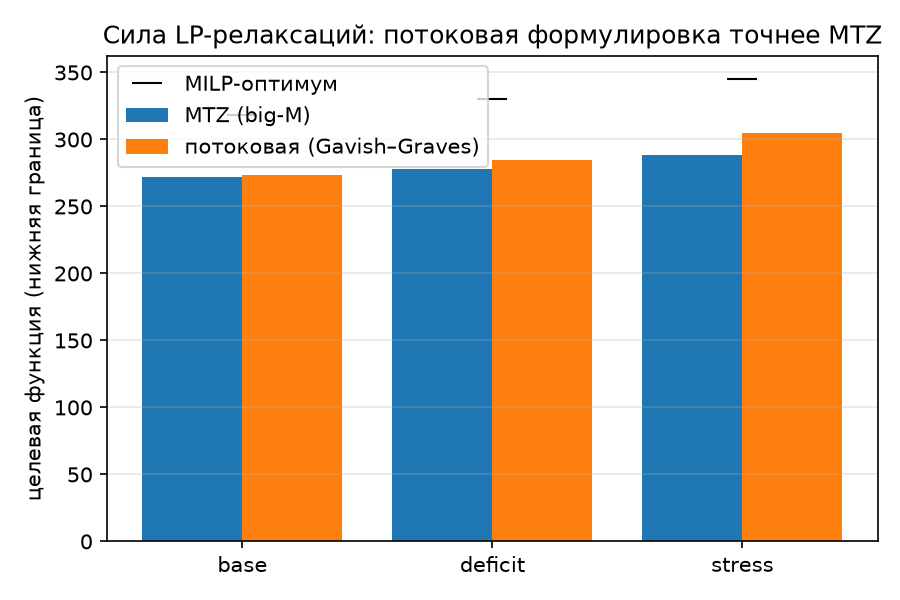 Сила LP-релаксаций: потоковая формулировка точнее MTZ
целевая функция (нижняя граница)
350
300
250
200
150
100
50
0
MILP-оптимум
MTZ (big-M)
потоковая (Gavish–Graves)
base
deficit
stress